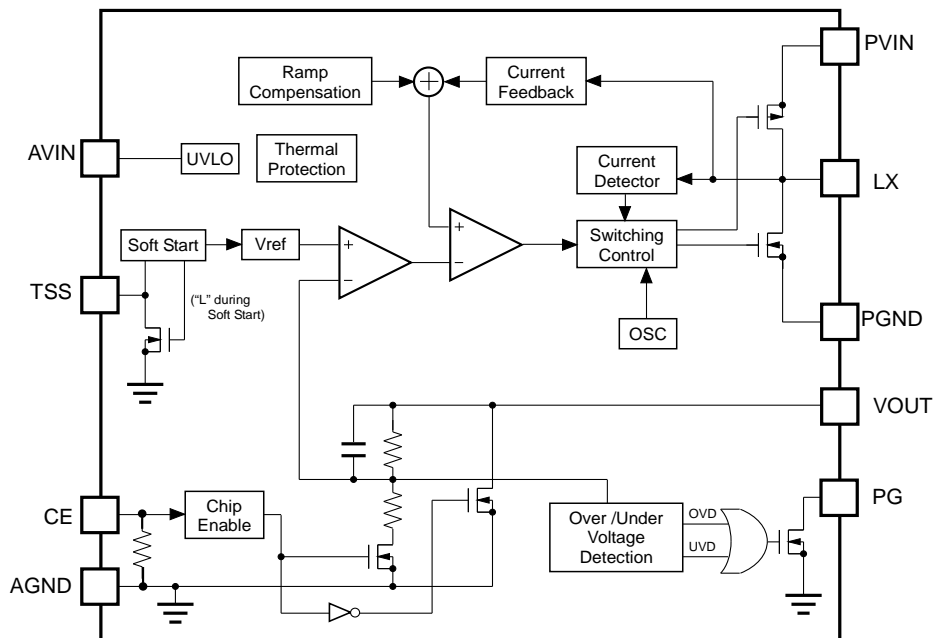 PVIN
Ramp
Compensation
+
Current
Feedback
AVIN
UVLO
Thermal
Protection
Current
Detector
LX
Soft Start
Vref
+
−
+
−
Switching
Control
TSS
("L" during
Soft Start)
OSC
PGND
VOUT
CE
Chip
Enable
PG
Over /Under
Voltage
Detection
OVD
UVD
AGND